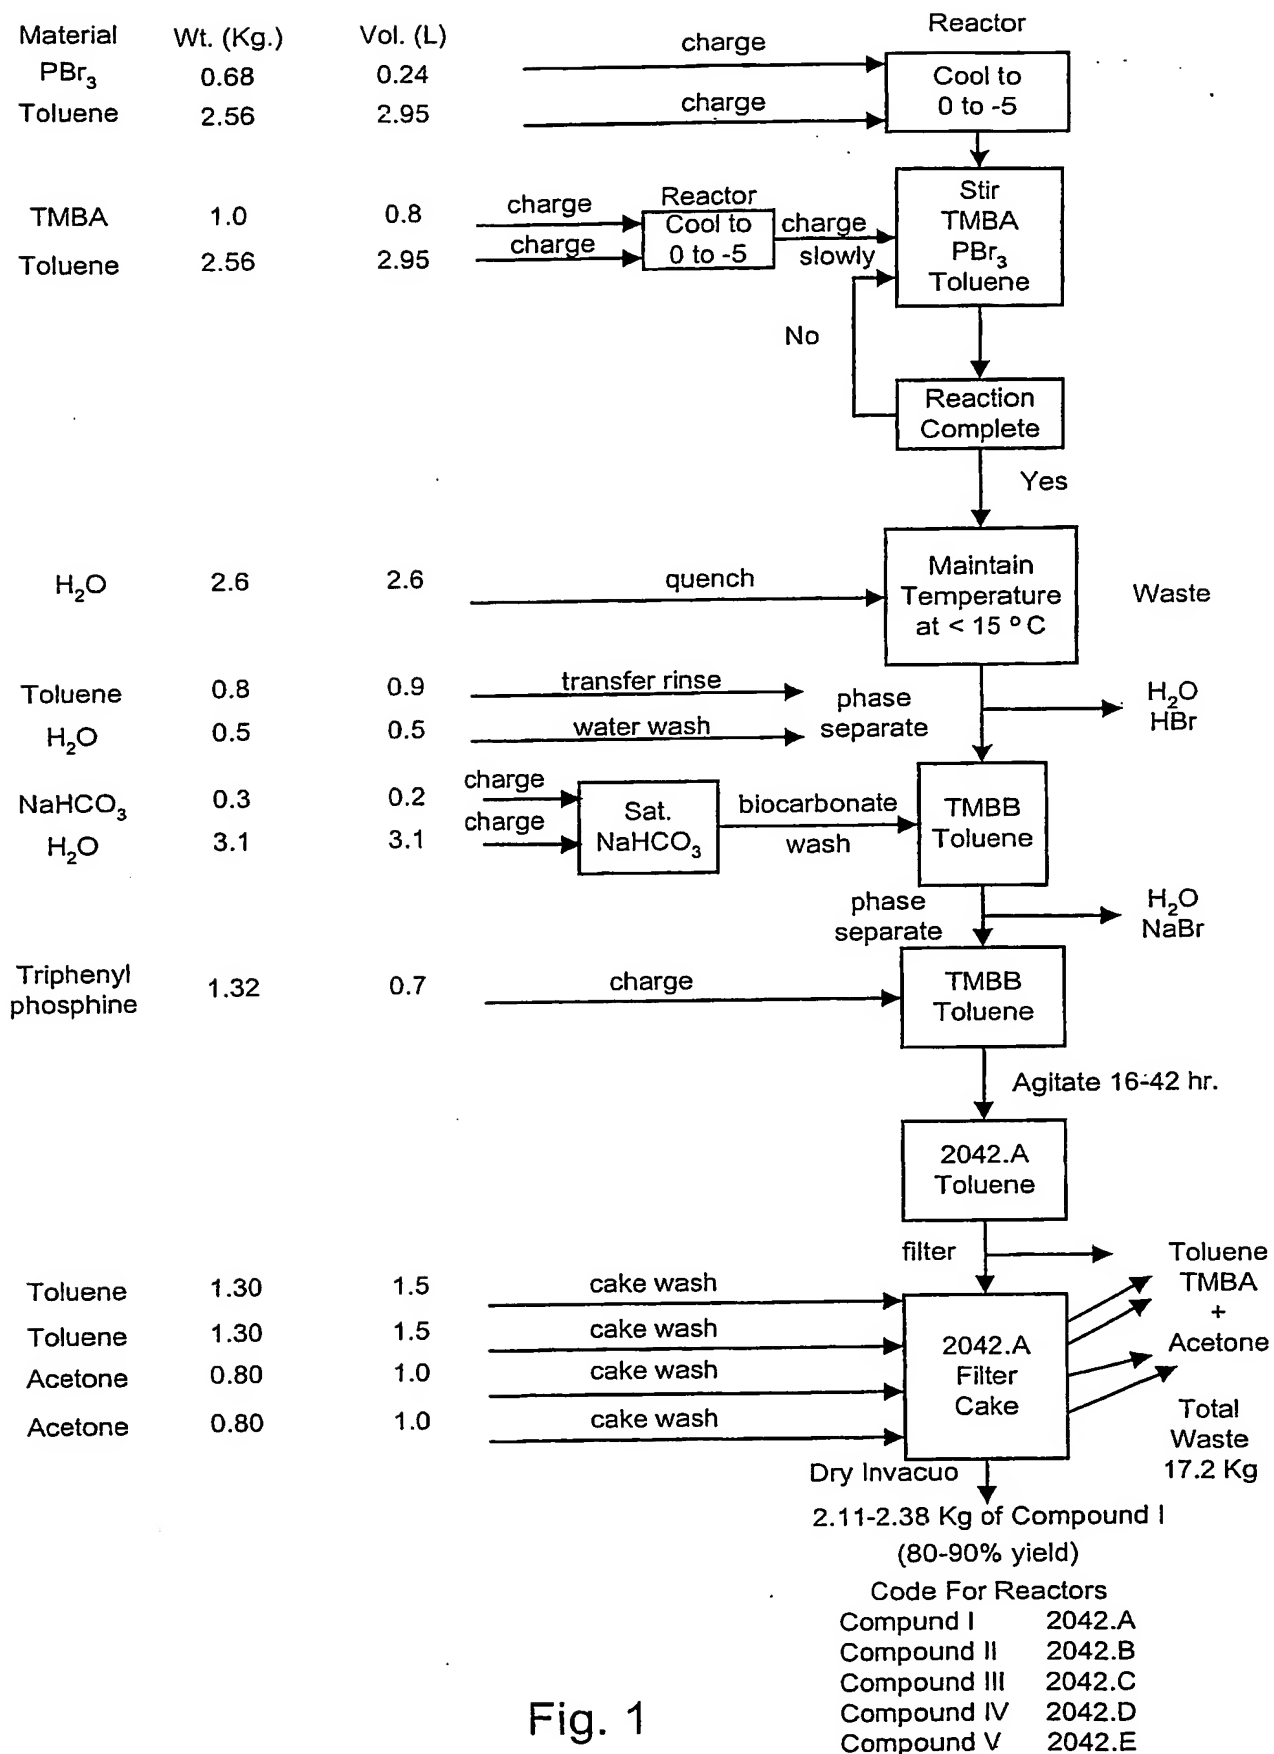 Reactor
Material Wt. (Kg.) Vol. (L)
PBr3 0.68 0.24 charge
Cool to
0 to -5
Toluene 2.56 2.95 charge
TMBA 1.0 0.8 charge
Toluene 2.56 2.95 charge
Reactor
Cool to
0 to -5
charge
slowly
Stir
TMBA
PBr3
Toluene
No
Reaction
Complete
Yes
H2O 2.6 2.6 quench
Maintain
Temperature
at < 15 ° C
Waste
Toluene 0.8 0.9 transfer rinse
H2O 0.5 0.5 water wash
phase
separate
H2O
HBr
NaHCO3 0.3 0.2 charge
H2O 3.1 3.1 charge
Sat.
NaHCO3
biocarbonate
wash
TMBB
Toluene
phase
separate
H2O
NaBr
Triphenyl
phosphine 1.32 0.7 charge
TMBB
Toluene
Agitate 16-42 hr.
2042.A
Toluene
filter
Toluene
TMBA
+
Acetone
Toluene 1.30 1.5 cake wash
Toluene 1.30 1.5 cake wash
Acetone 0.80 1.0 cake wash
Acetone 0.80 1.0 cake wash
2042.A
Filter
Cake
Total
Waste
17.2 Kg
Dry Invacuo
2.11-2.38 Kg of Compound I
(80-90% yield)
Code For Reactors
Compund I 2042.A
Compound II 2042.B
Compound III 2042.C
Compound IV 2042.D
Compound V 2042.E
Fig. 1